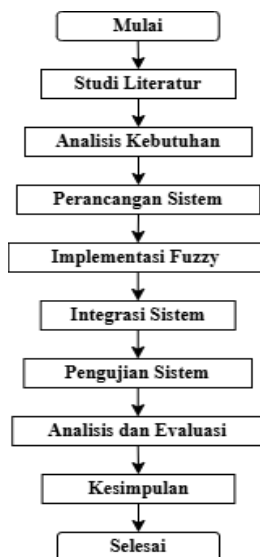 Mulai
Studi Literatur
Analisis Kebutuhan
Perancangan Sistem
Implementasi Fuzzy
Integrasi Sistem
Pengujian Sistem
Analisis dan Evaluasi
Kesimpulan
Selesai